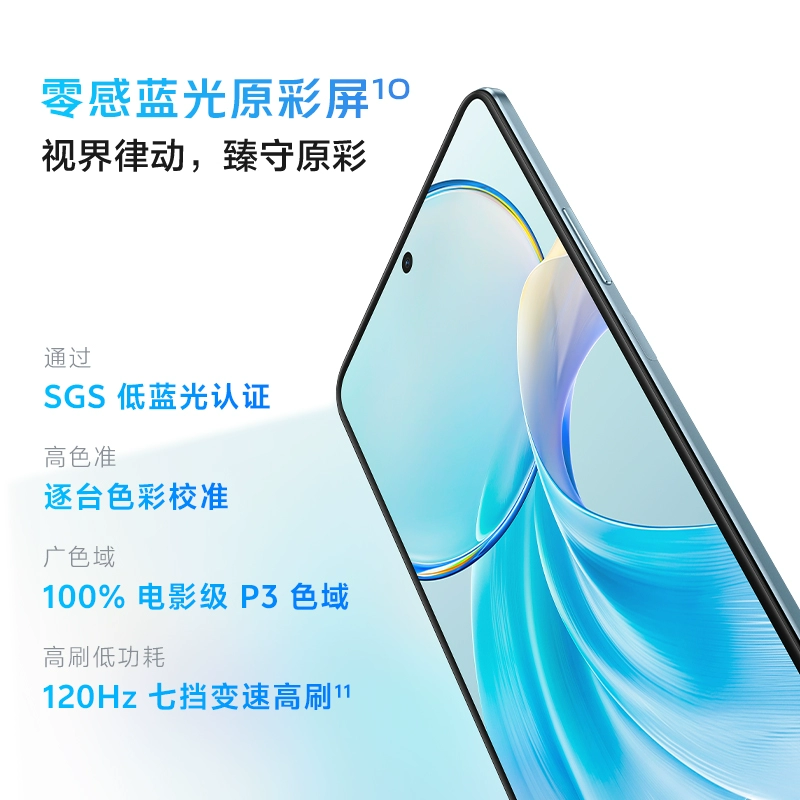 零感蓝光原彩屏10
视界律动，臻守原彩
通过
SGS 低蓝光认证
高色准
逐台色彩校准
广色域
100% 电影级 P3 色域
高刷低功耗
120Hz 七挡变速高刷11